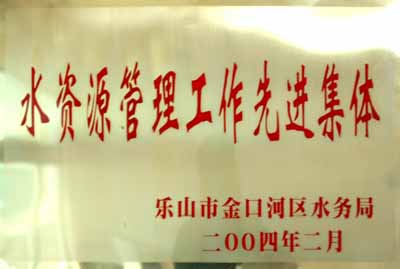 水资源管理工作先进集体
乐山市金口河区水务局
二〇〇四年二月